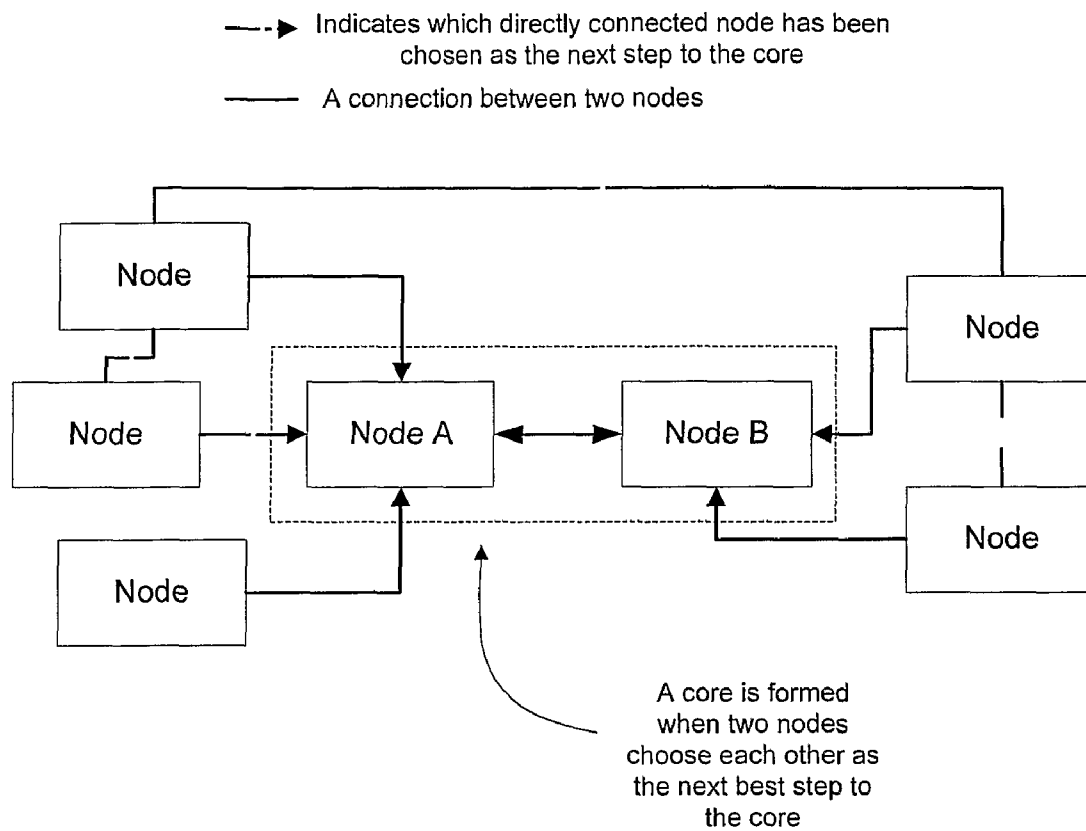 Indicates which directly connected node has been
chosen as the next step to the core
A connection between two nodes
Node
Node
Node
Node A
Node B
Node
Node
A core is formed
when two nodes
choose each other as
the next best step to
the core